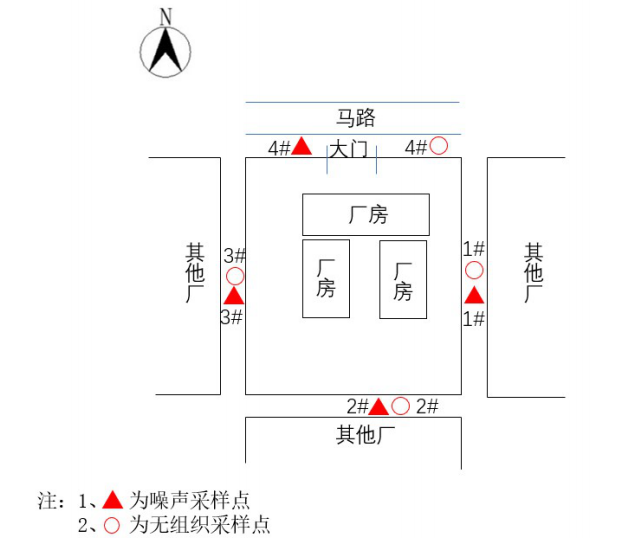 N
马路
4#
大门
4#
厂房
其他厂
3#
厂房
厂房
1#
其他厂
3#
1#
2#
2#
其他厂
注：1、 为噪声采样点
2、 为无组织采样点